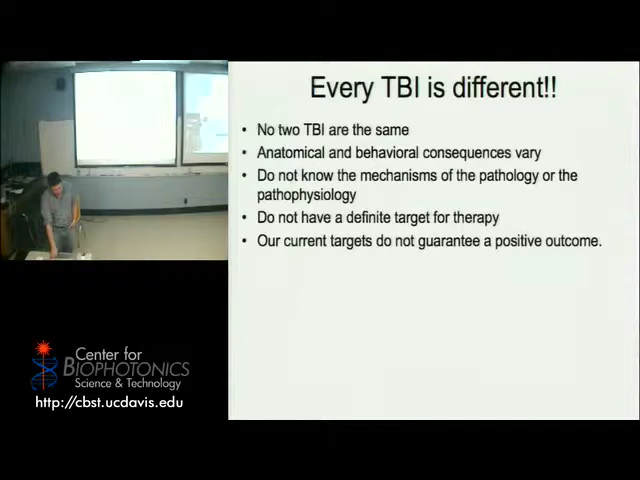 Every TBI is different!!
• No two TBI are the same
• Anatomical and behavioral consequences vary
• Do not know the mechanisms of the pathology or the
pathophysiology
• Do not have a definite target for therapy
• Our current targets do not guarantee a positive outcome.
Center for
BIOPHOTONICS
Science & Technology
http://cbst.ucdavis.edu